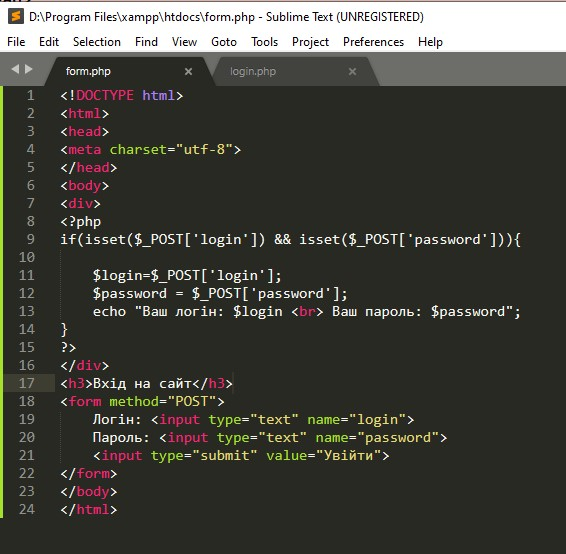 D:\Program Files\xampp\htdocs\form.php - Sublime Text (UNREGISTERED)
File Edit Selection Find View Goto Tools Project Preferences Help
form.php × login.php ×
1 <!DOCTYPE html>
2 <html>
3 <head>
4 <meta charset="utf-8">
5 </head>
6 <body>
7 <div>
8 <?php
9 if(isset($_POST['login']) && isset($_POST['password'])){
10
11     $login=$_POST['login'];
12     $password = $_POST['password'];
13     echo "Ваш логін: $login <br> Ваш пароль: $password";
14 }
15 ?>
16 </div>
17 <h3>Вхід на сайт</h3>
18 <form method="POST">
19     Логін: <input type="text" name="login">
20     Пароль: <input type="text" name="password">
21     <input type="submit" value="Увійти">
22 </form>
23 </body>
24 </html>